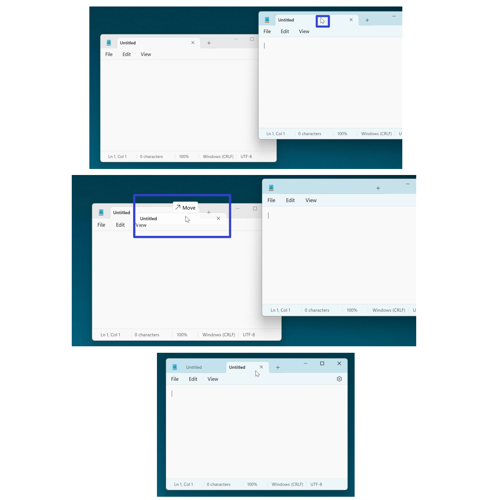 Untitled
Untitled
File Edit View
File Edit View
Ln 1, Col 1 0 characters 100% Windows (CRLF) U
Ln 1, Col 1 0 characters 100% Windows (CRLF) UTF-8
Move
Untitled
Untitled
File Edit View
File Edit View
Ln 1, Col 1 0 characters 100% Windows (CRLF) U
Ln 1, Col 1 0 characters 100% Windows (CRLF) UTF-8
Untitled Untitled
File Edit View
Ln 1, Col 1 0 characters 100% Windows (CRLF) UTF-8